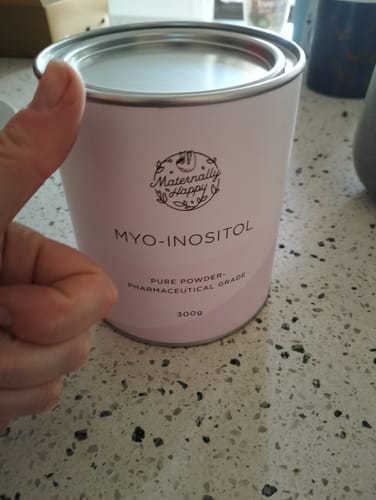 Maternally
Happy
MYO-INOSITOL
PURE POWDER-
PHARMACEUTICAL GRADE
300g